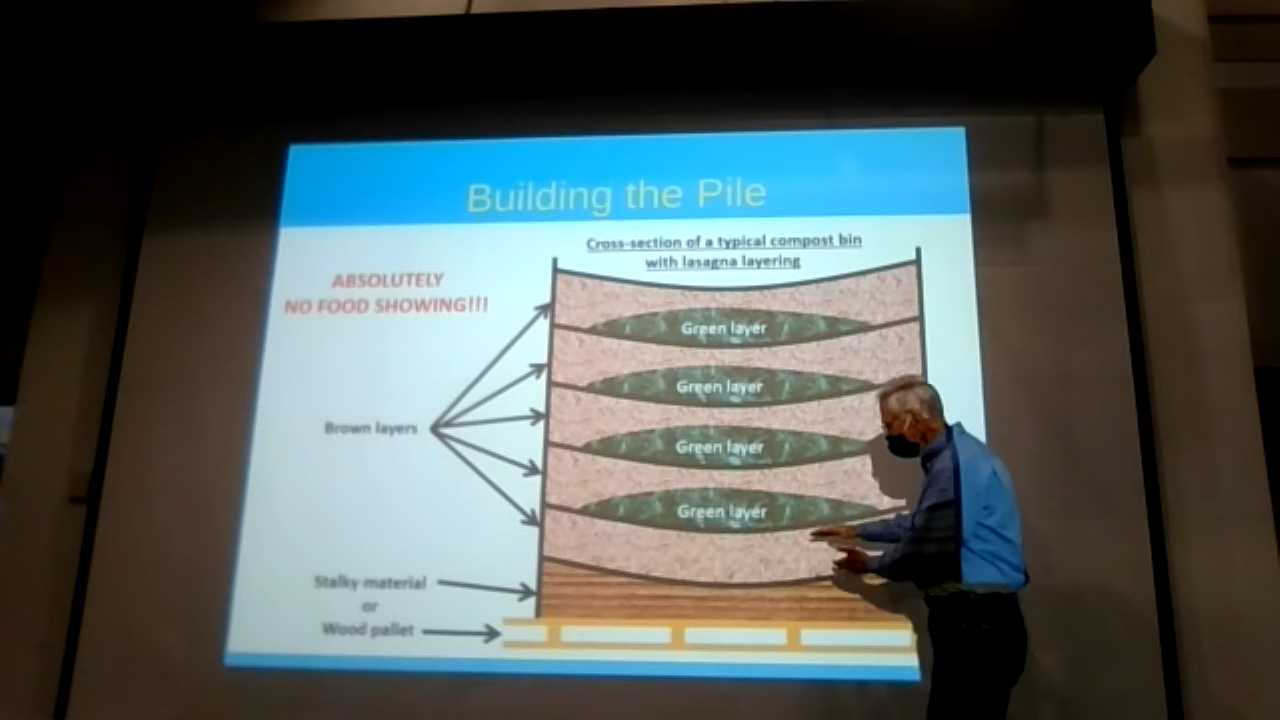 Building the Pile
Cross-section of a typical compost bin
with lasagna layering
ABSOLUTELY
NO FOOD SHOWING!!!
Green layer
Green layer
Brown layers
Green layer
Green layer
Stalky material
or
Wood pallet